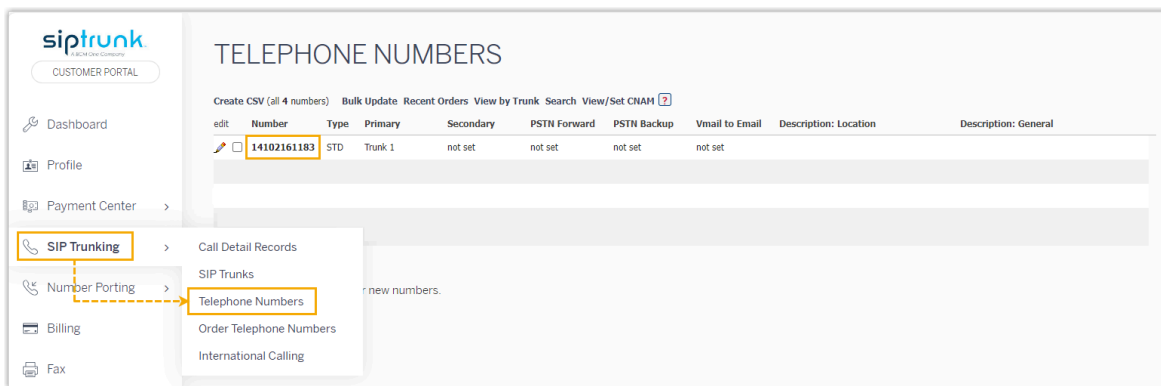 siptrunk
A BCM One Company
CUSTOMER PORTAL
Dashboard
Profile
Payment Center
SIP Trunking
Number Porting
Billing
Fax
TELEPHONE NUMBERS
Create CSV (all 4 numbers) Bulk Update Recent Orders View by Trunk Search View/Set CNAM ?
edit Number Type Primary Secondary PSTN Forward PSTN Backup Vmail to Email Description: Location Description: General
14102161183 STD Trunk 1 not set not set not set not set
Call Detail Records
SIP Trunks
Telephone Numbers
Order Telephone Numbers
International Calling
r new numbers.